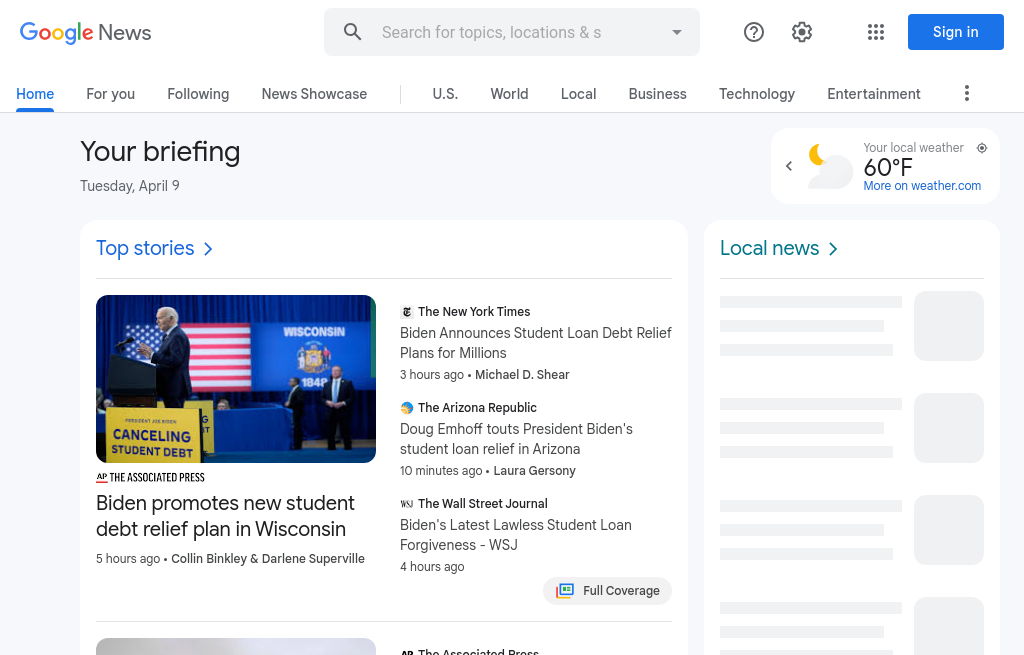 Google News
Search for topics, locations & s
Sign in
Home
For you
Following
News Showcase
U.S.
World
Local
Business
Technology
Entertainment
Your briefing
Tuesday, April 9
Your local weather
60°F
More on weather.com
Top stories
WISCONSIN
1848
PRESIDENT JOE BIDEN
CANCELING
STUDENT DEBT
AP THE ASSOCIATED PRESS
Biden promotes new student
debt relief plan in Wisconsin
5 hours ago • Collin Binkley & Darlene Superville
The New York Times
Biden Announces Student Loan Debt Relief
Plans for Millions
3 hours ago • Michael D. Shear
The Arizona Republic
Doug Emhoff touts President Biden's
student loan relief in Arizona
10 minutes ago • Laura Gersony
WSJ The Wall Street Journal
Biden's Latest Lawless Student Loan
Forgiveness - WSJ
4 hours ago
Full Coverage
AP The Associated Press
Local news